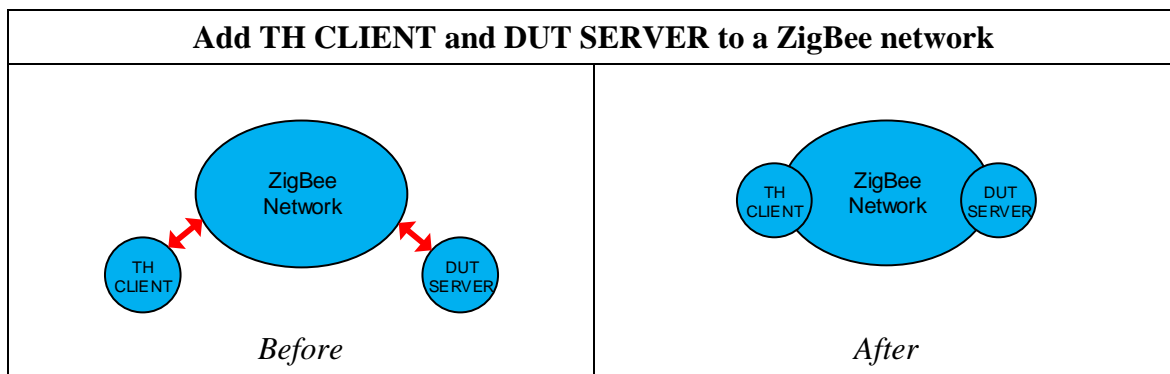 Add TH CLIENT and DUT SERVER to a ZigBee network
ZigBee
Network
TH
CLIENT
DUT
SERVER
Before
ZigBee
Network
TH
CLIENT
DUT
SERVER
After